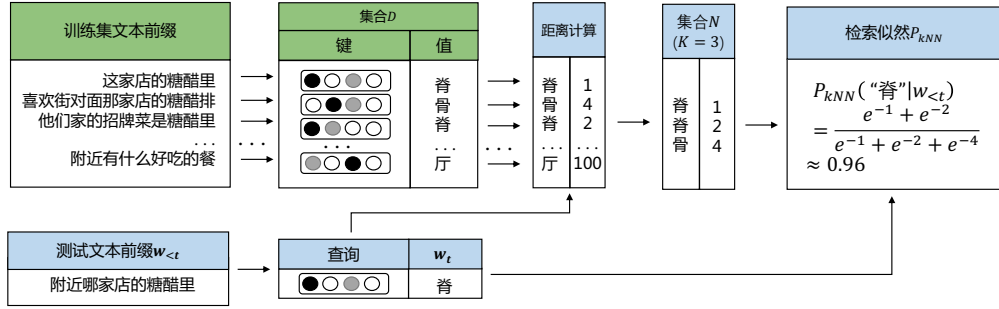 训练集文本前缀
这家店的糖醋里
喜欢街对面那家店的糖醋排
他们家的招牌菜是糖醋里
. . .
附近有什么好吃的餐
. . .
集合D
键 值
脊
骨
脊
... ...
厅
. . .
距离计算
脊 1
骨 4
脊 2
... ...
厅 100
集合N
(K = 3)
脊 1
脊 2
骨 4
检索似然P_{kNN}
P_{kNN}(“脊”|w_{<t})
= \frac{e^{-1} + e^{-2}}{e^{-1} + e^{-2} + e^{-4}}
≈ 0.96
测试文本前缀w_{<t}
附近哪家店的糖醋里
查询 w_t
脊